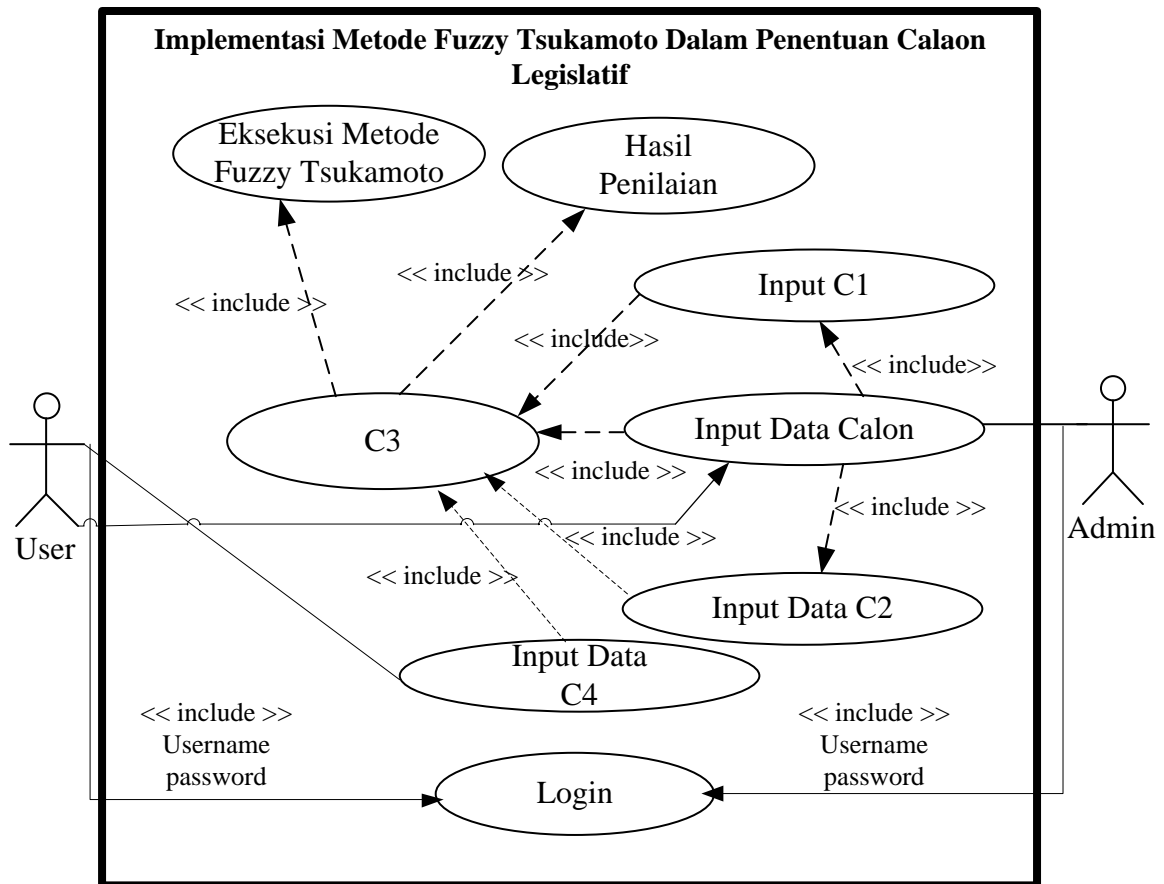 Implementasi Metode Fuzzy Tsukamoto Dalam Penentuan Calaon
Legislatif
Eksekusi Metode
Fuzzy Tsukamoto
Hasil
Penilaian
<< include >>
<< include >>
Input C1
<< include>>
<< include>>
C3
Input Data Calon
<< include >>
<< include >>
User
Admin
<< include >>
<< include >>
Input Data C2
Input Data
C4
<< include >>
Username
password
<< include >>
Username
password
Login